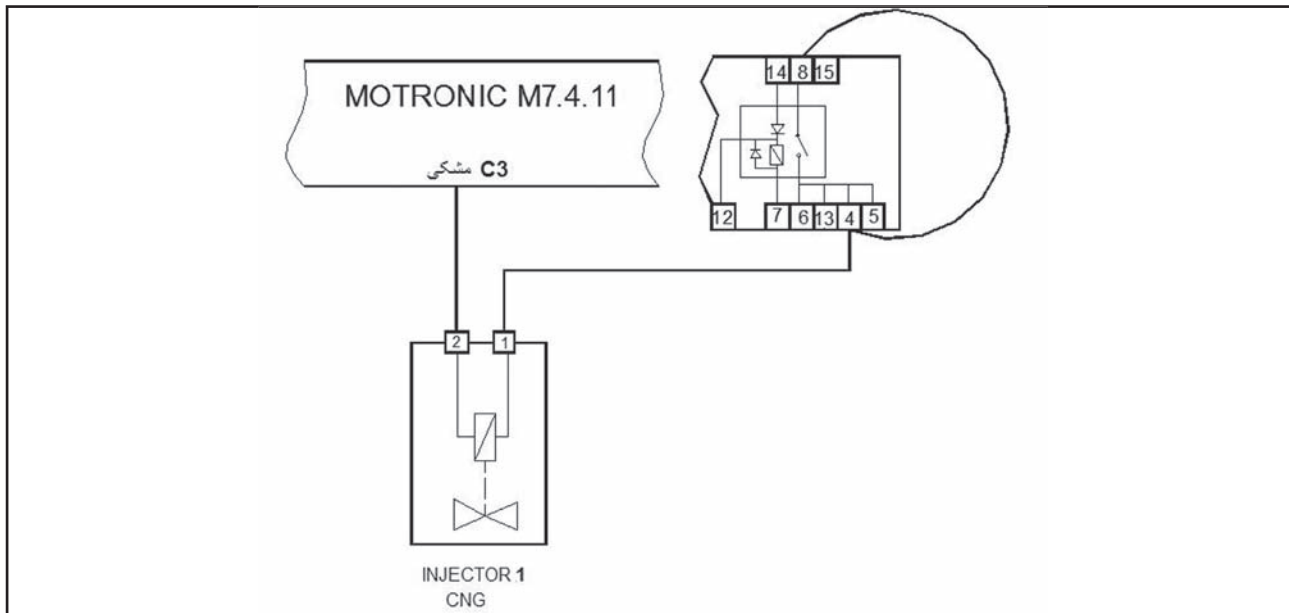 MOTRONIC M7.4.11
C3 مشکی
14 8 15
12 7 6 13 4 5
2 1
INJECTOR 1
CNG